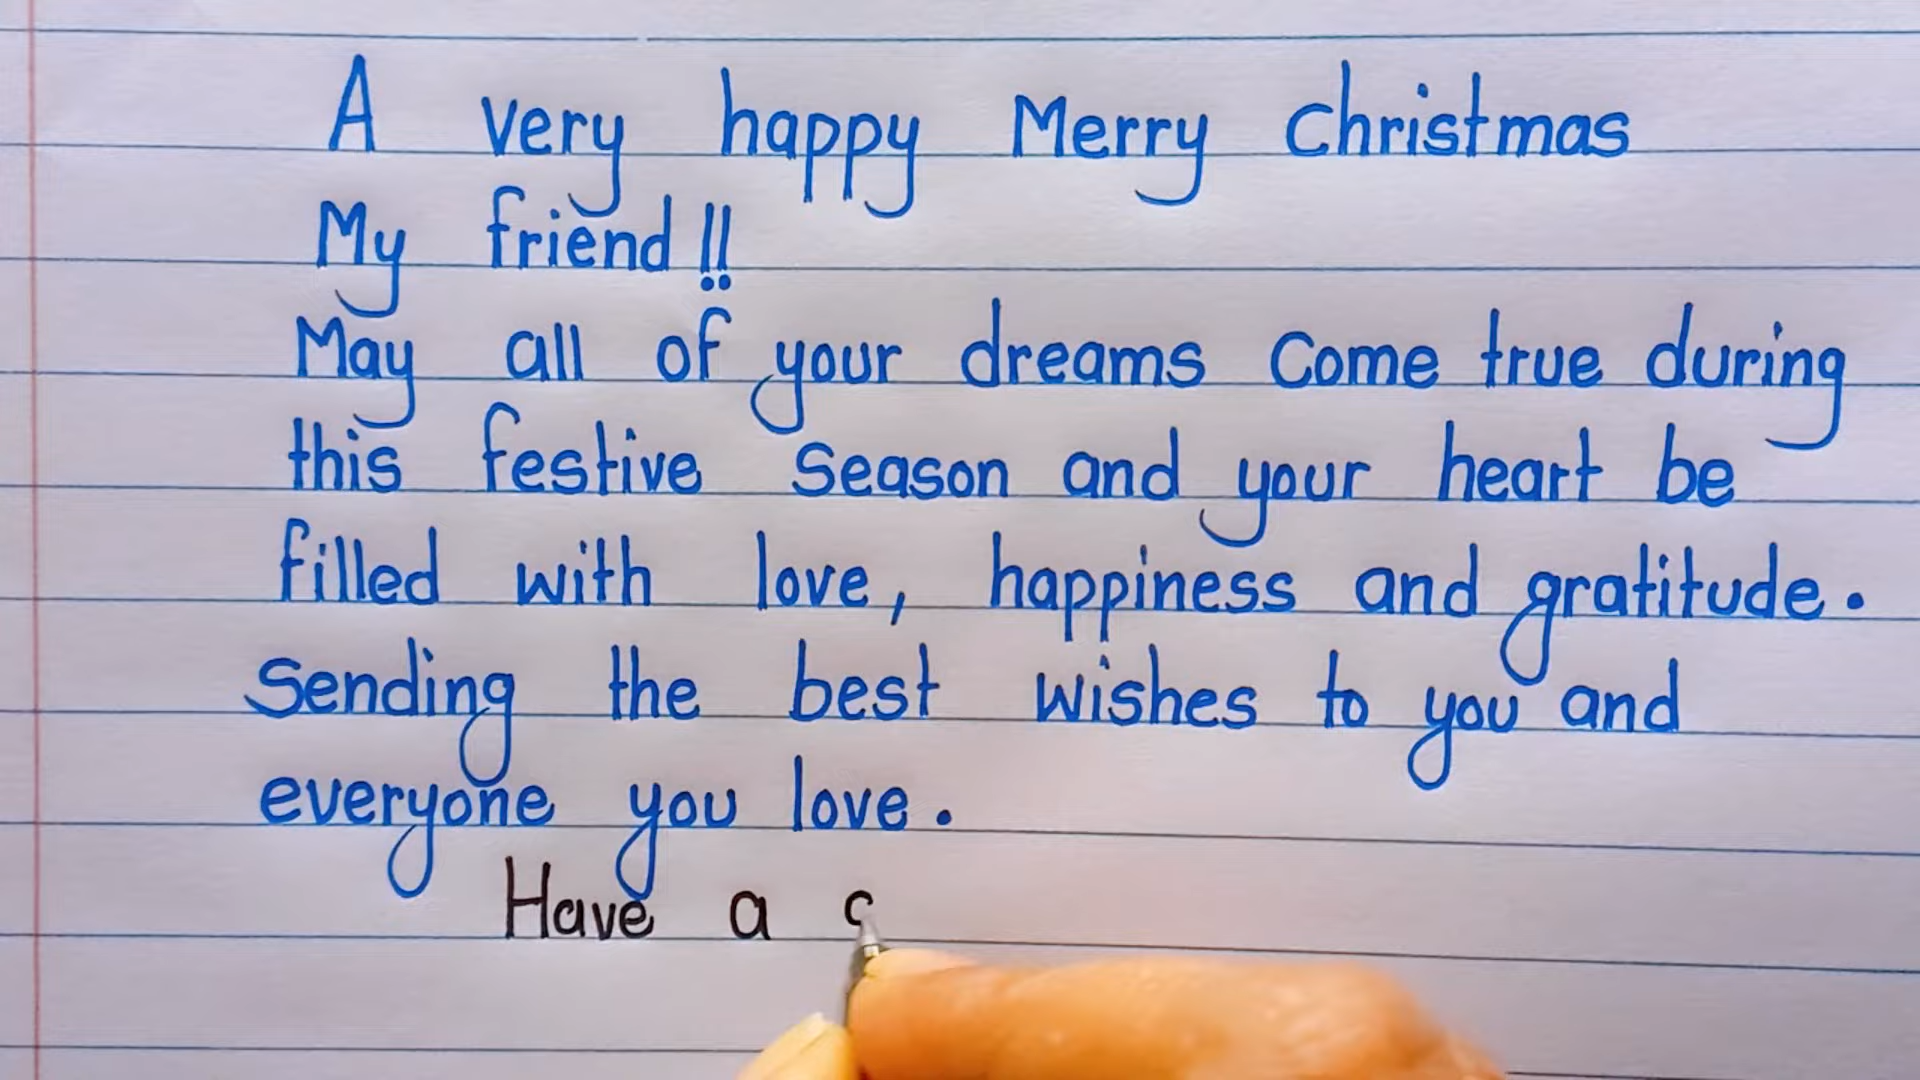 A very happy Merry Christmas
My friend!!
May all of your dreams Come true during
this festive Season and your heart be
filled with love, happiness and gratitude.
Sending the best wishes to you and
everyone you love.
Have a